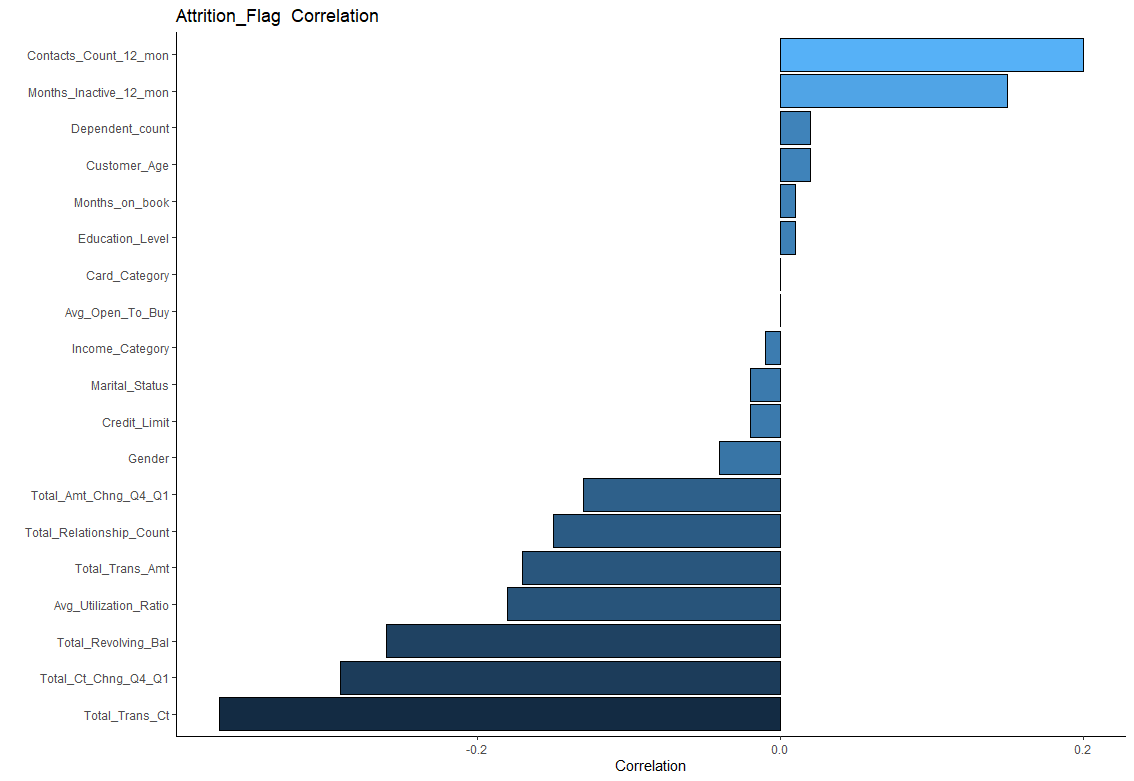 Attrition_Flag  Correlation
Contacts_Count_12_mon
Months_Inactive_12_mon
Dependent_count
Customer_Age
Months_on_book
Education_Level
Card_Category
Avg_Open_To_Buy
Income_Category
Marital_Status
Credit_Limit
Gender
Total_Amt_Chng_Q4_Q1
Total_Relationship_Count
Total_Trans_Amt
Avg_Utilization_Ratio
Total_Revolving_Bal
Total_Ct_Chng_Q4_Q1
Total_Trans_Ct
-0.2 0.0 0.2
Correlation